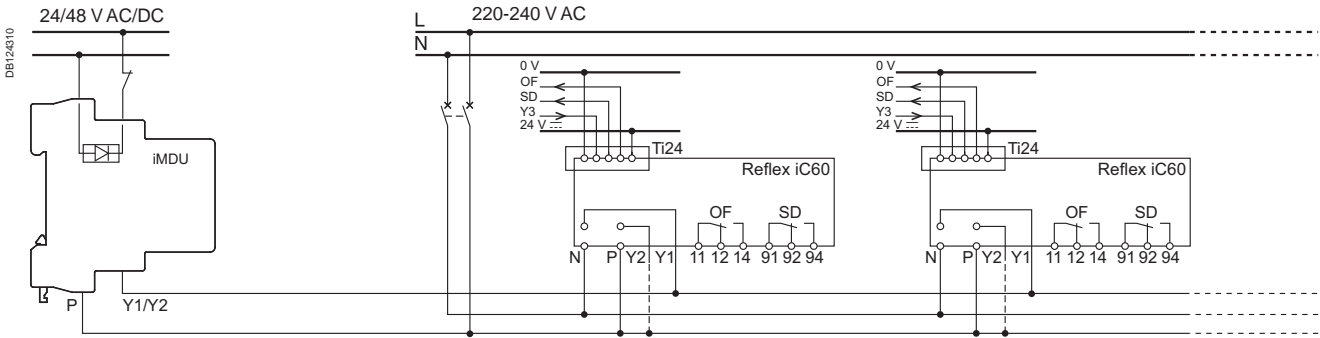 24/48 V AC/DC
DB124310
iMDU
P
Y1/Y2
L
220-240 V AC
N
0 V
OF
SD
Y3
24 V
Ti24
Reflex iC60
OF
SD
N
P
Y2
Y1
11 12 14
91 92 94
0 V
OF
SD
Y3
24 V
Ti24
Reflex iC60
OF
SD
N
P
Y2
Y1
11 12 14
91 92 94